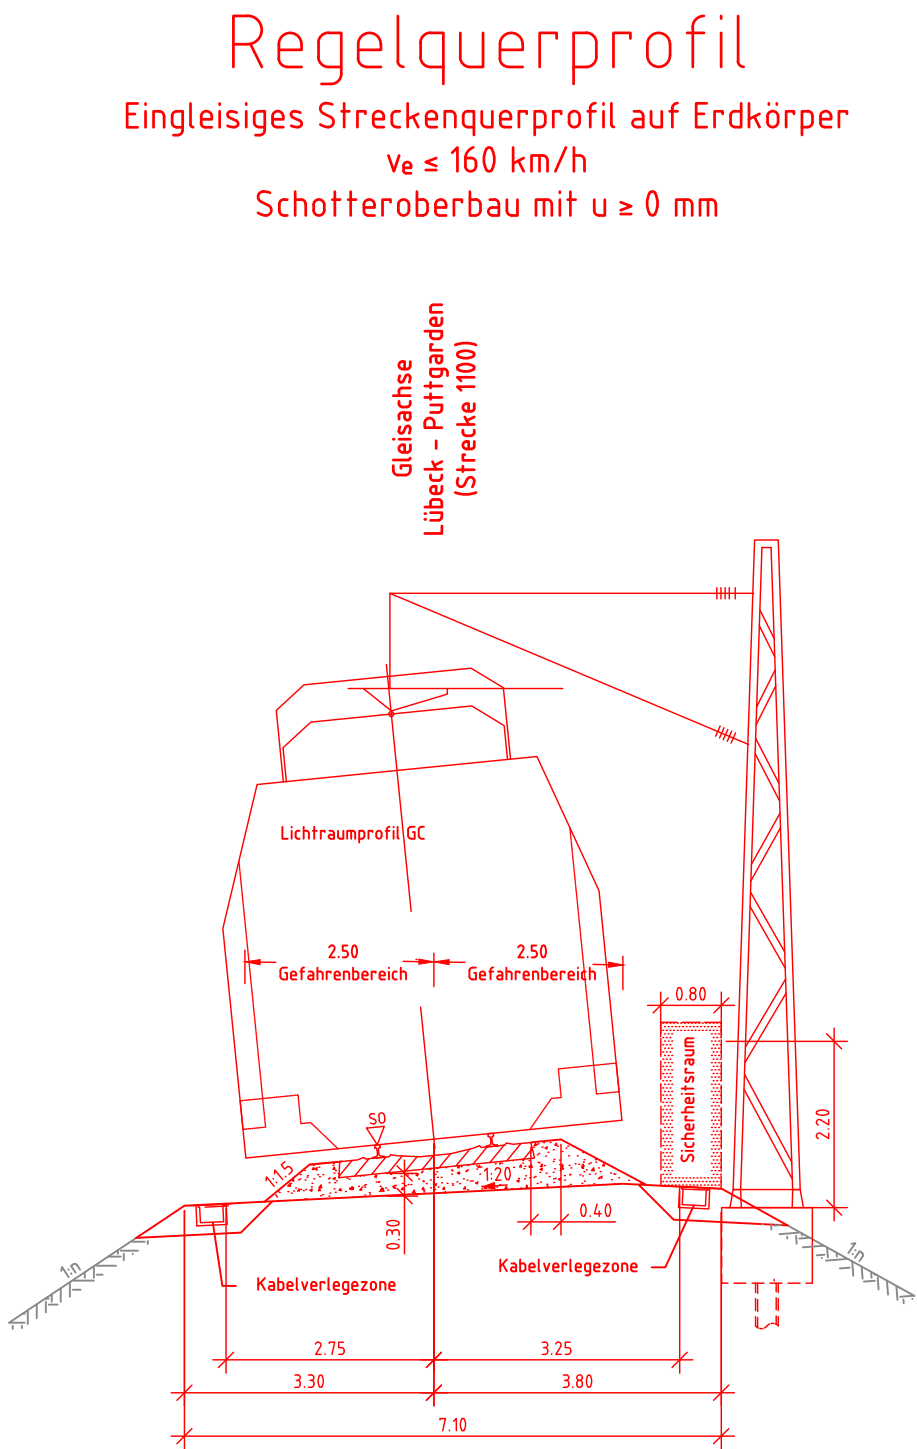 Regelquerprofil
Eingleisiges Streckenquerprofil auf Erdkörper
ve ≤ 160 km/h
Schotteroberbau mit u ≥ 0 mm
Gleisachse
Lübeck - Puttgarden
(Strecke 1100)
Lichtraumprofil GC
2.50
Gefahrenbereich
2.50
Gefahrenbereich
0.80
Sicherheitsraum
2.20
SO
1:1.5
1:20
0.30
0.40
1:n
1:n
Kabelverlegezone
Kabelverlegezone
2.75
3.25
3.30
3.80
7.10